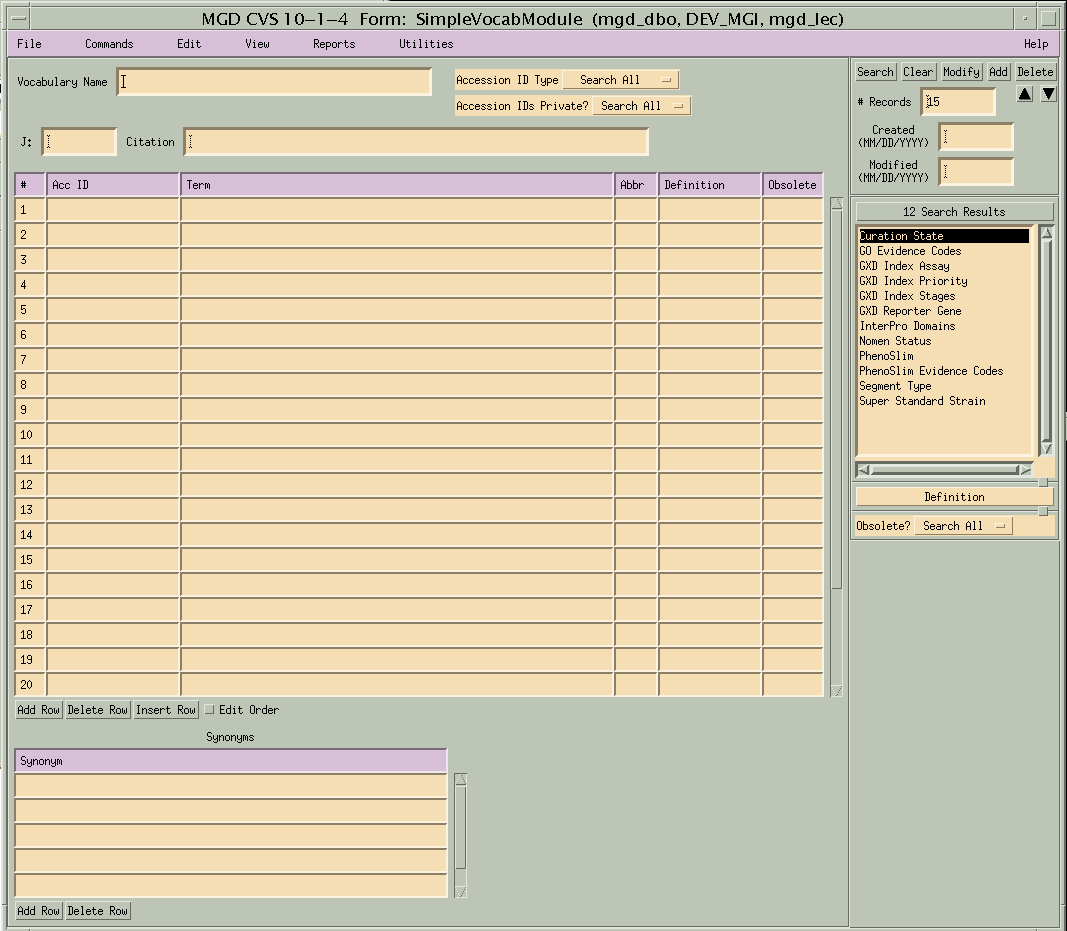 MGD CVS 10-1-4 Form: SimpleVocabModule (mgd_dbo, DEV_MGI, mgd_lec)
File Commands Edit View Reports Utilities Help
Vocabulary Name
Accession ID Type Search All
Accession IDs Private? Search All
J: Citation
# Acc ID Term Abbr Definition Obsolete
1
2
3
4
5
6
7
8
9
10
11
12
13
14
15
16
17
18
19
20
Add Row Delete Row Insert Row Edit Order
Synonyms
Synonym
Add Row Delete Row
Search Clear Modify Add Delete
# Records 15
Created
(MM/DD/YYYY)
Modified
(MM/DD/YYYY)
12 Search Results
Curation State
GO Evidence Codes
GXD Index Assay
GXD Index Priority
GXD Index Stages
GXD Reporter Gene
InterPro Domains
Nomen Status
PhenoSlim
PhenoSlim Evidence Codes
Segment Type
Super Standard Strain
Definition
Obsolete? Search All